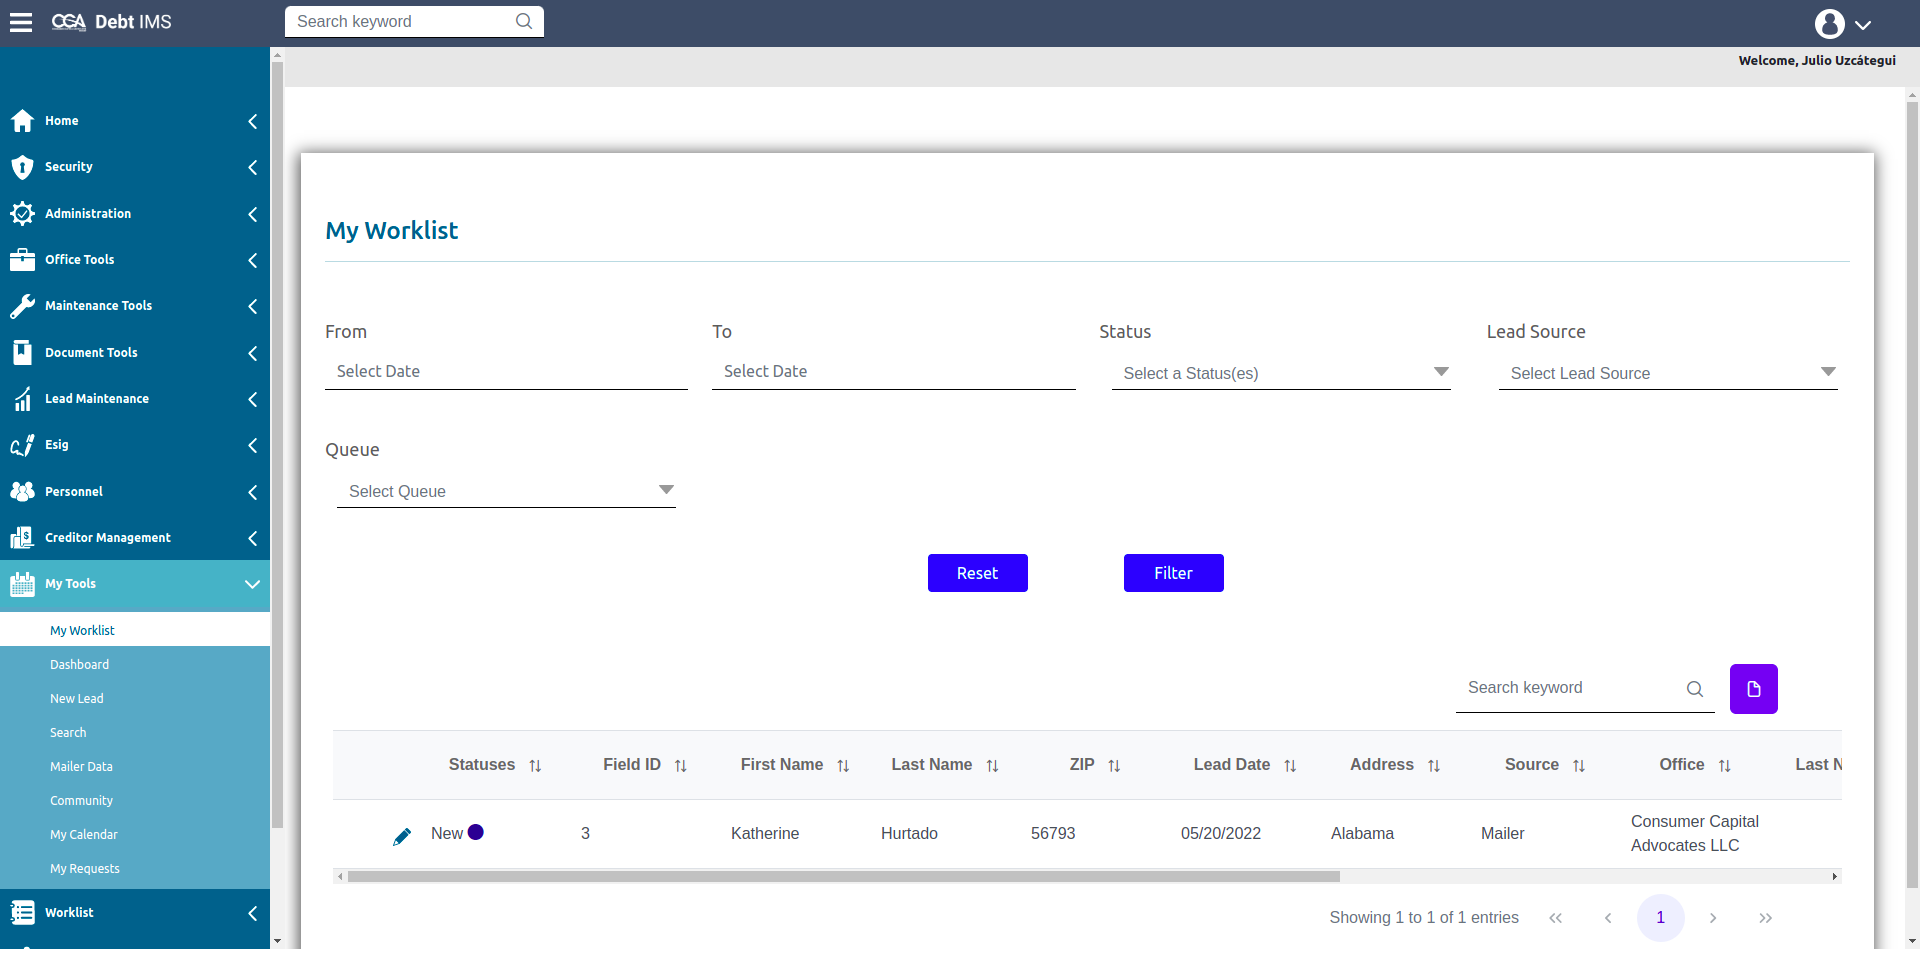 CGA Debt IMS
Search keyword
Welcome, Julio Uzcátegui
Home
Security
Administration
Office Tools
Maintenance Tools
Document Tools
Lead Maintenance
Esig
Personnel
Creditor Management
My Tools
My Worklist
Dashboard
New Lead
Search
Mailer Data
Community
My Calendar
My Requests
Worklist
My Worklist
From
To
Status
Lead Source
Select Date
Select Date
Select a Status(es)
Select Lead Source
Queue
Select Queue
Reset
Filter
Search keyword
Statuses Field ID First Name Last Name ZIP Lead Date Address Source Office Last N
New 3 Katherine Hurtado 56793 05/20/2022 Alabama Mailer Consumer Capital
Advocates LLC
Showing 1 to 1 of 1 entries << < 1 > >>